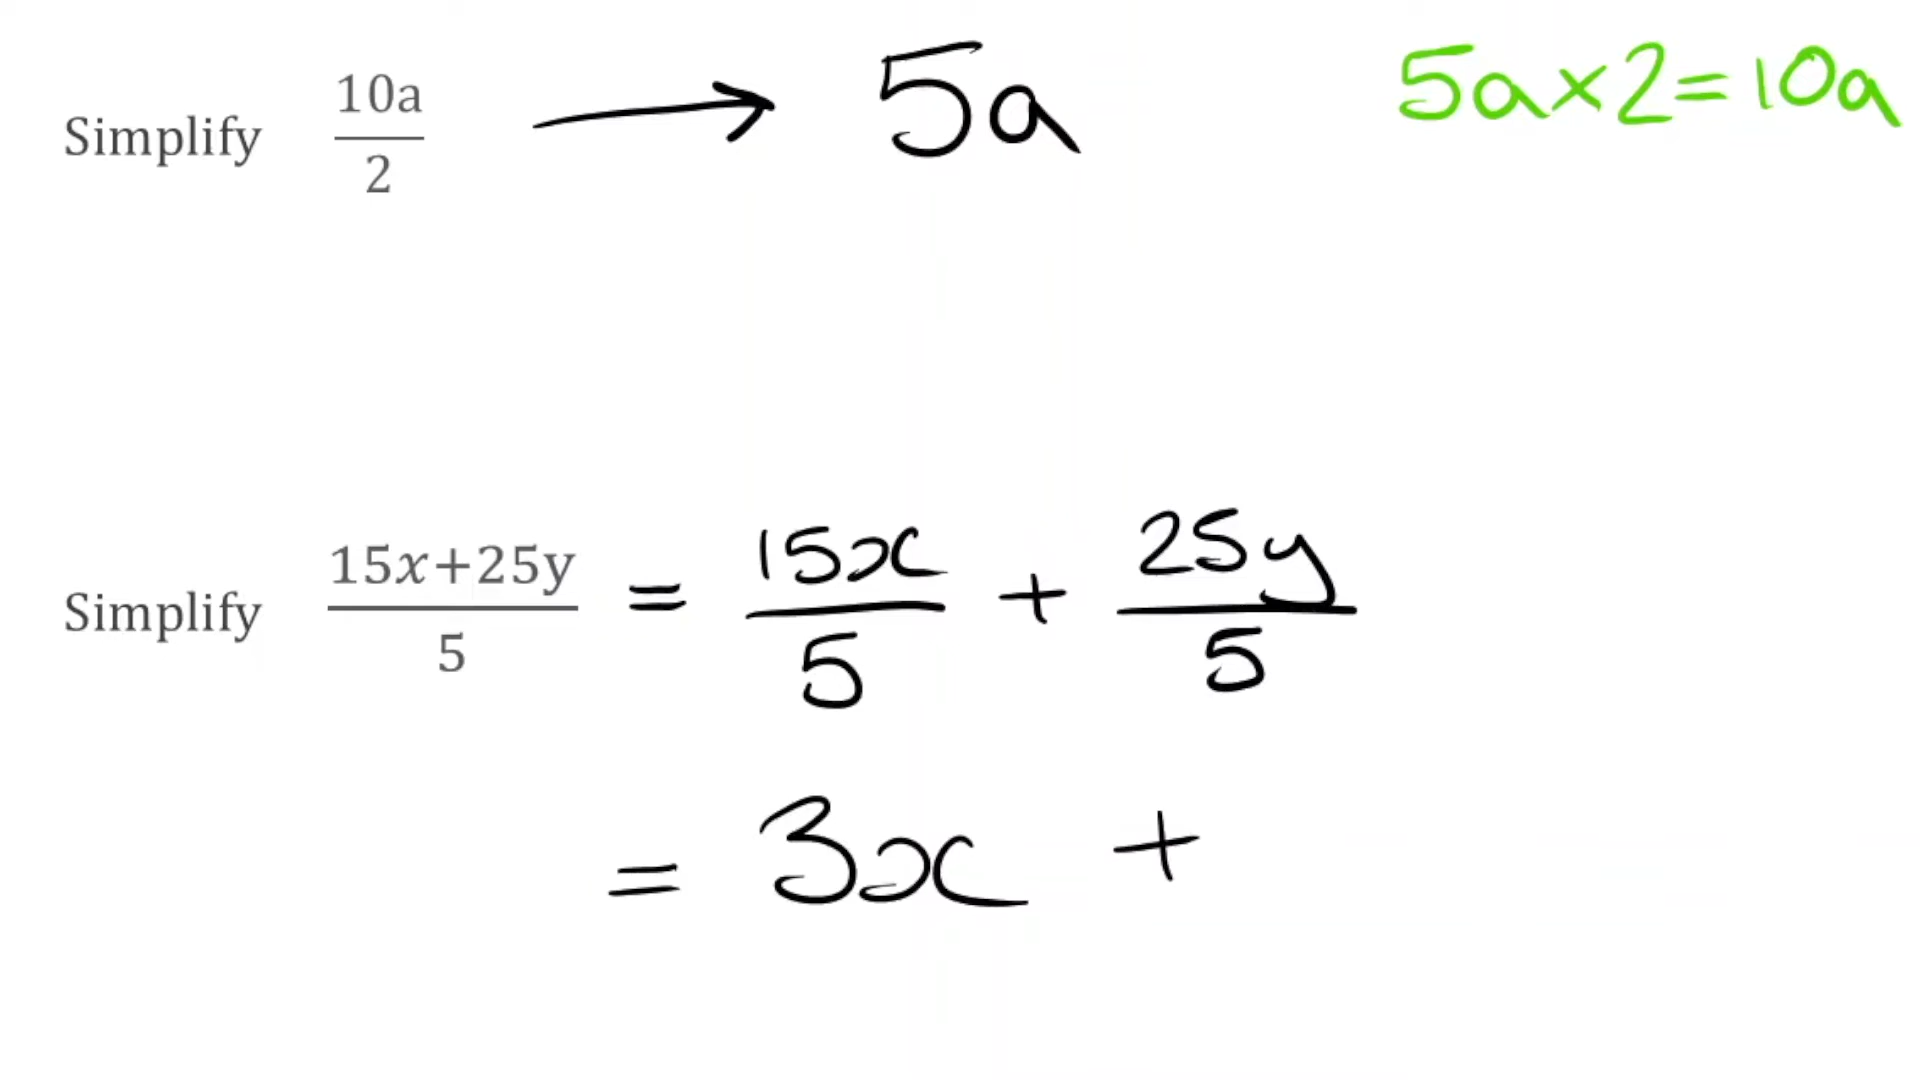 Simplify 10a/2 → 5a
5a×2=10a
Simplify 15x+25y/5 = 15x/5 + 25y/5
= 3x +